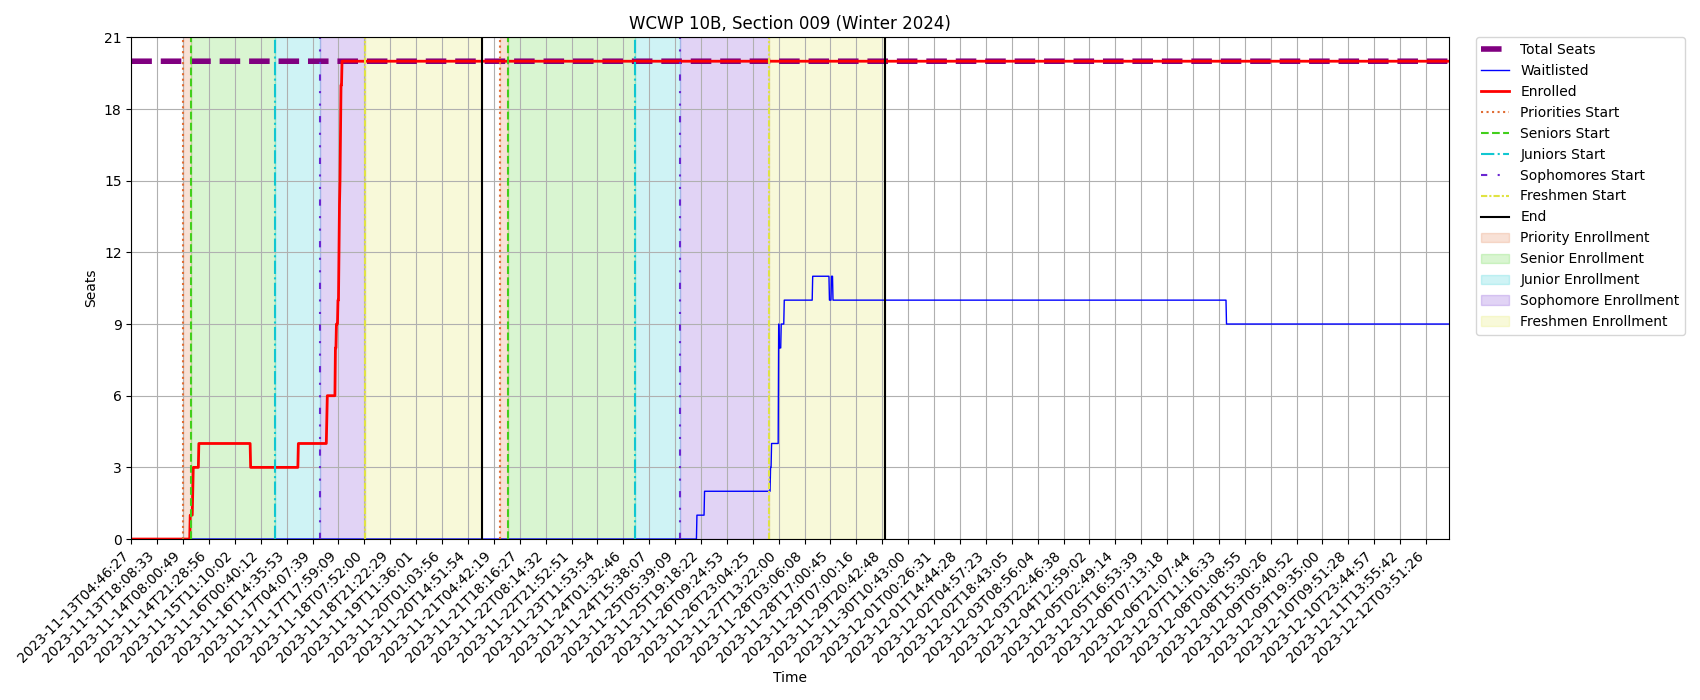 WCWP 10B, Section 009 (Winter 2024)
21
18
15
12
9
6
3
0
Seats
2023-11-13T04:46:27
2023-11-13T18:08:33
2023-11-14T08:00:49
2023-11-14T21:28:56
2023-11-15T11:10:02
2023-11-16T00:40:12
2023-11-16T14:35:53
2023-11-17T04:07:39
2023-11-17T17:59:09
2023-11-18T07:52:00
2023-11-18T21:22:29
2023-11-19T11:36:01
2023-11-20T01:03:56
2023-11-20T14:51:54
2023-11-21T04:42:19
2023-11-21T18:16:27
2023-11-22T08:14:32
2023-11-22T21:52:51
2023-11-23T11:53:54
2023-11-24T01:32:46
2023-11-24T15:38:07
2023-11-25T05:39:09
2023-11-25T19:18:22
2023-11-26T09:24:53
2023-11-26T23:04:25
2023-11-27T13:22:00
2023-11-28T03:06:08
2023-11-28T17:00:45
2023-11-29T07:00:16
2023-11-29T20:42:48
2023-11-30T10:43:00
2023-12-01T00:26:31
2023-12-01T14:44:28
2023-12-02T04:57:23
2023-12-02T18:43:05
2023-12-03T08:56:04
2023-12-03T22:46:38
2023-12-04T12:59:02
2023-12-05T02:49:14
2023-12-05T16:53:39
2023-12-06T07:13:18
2023-12-06T21:07:44
2023-12-07T11:16:33
2023-12-08T01:08:55
2023-12-08T15:30:26
2023-12-09T05:40:52
2023-12-09T19:35:00
2023-12-10T09:51:28
2023-12-10T23:44:57
2023-12-11T13:55:42
2023-12-12T03:51:26
Time
Total Seats
Waitlisted
Enrolled
Priorities Start
Seniors Start
Juniors Start
Sophomores Start
Freshmen Start
End
Priority Enrollment
Senior Enrollment
Junior Enrollment
Sophomore Enrollment
Freshmen Enrollment